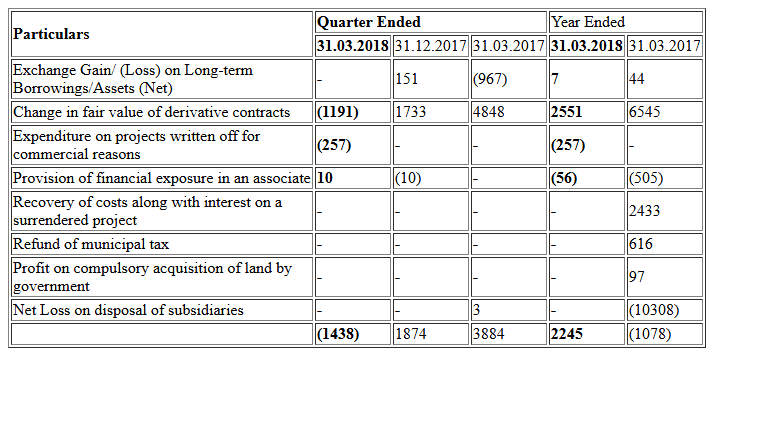 Particulars Quarter Ended Year Ended
31.03.2018 31.12.2017 31.03.2017 31.03.2018 31.03.2017
Exchange Gain/ (Loss) on Long-term
Borrowings/Assets (Net) - 151 (967) 7 44
Change in fair value of derivative contracts (1191) 1733 4848 2551 6545
Expenditure on projects written off for
commercial reasons (257) - - (257) -
Provision of financial exposure in an associate 10 (10) - (56) (505)
Recovery of costs along with interest on a
surrendered project - - - - 2433
Refund of municipal tax - - - - 616
Profit on compulsory acquisition of land by
government - - - - 97
Net Loss on disposal of subsidiaries - - 3 - (10308)
(1438) 1874 3884 2245 (1078)